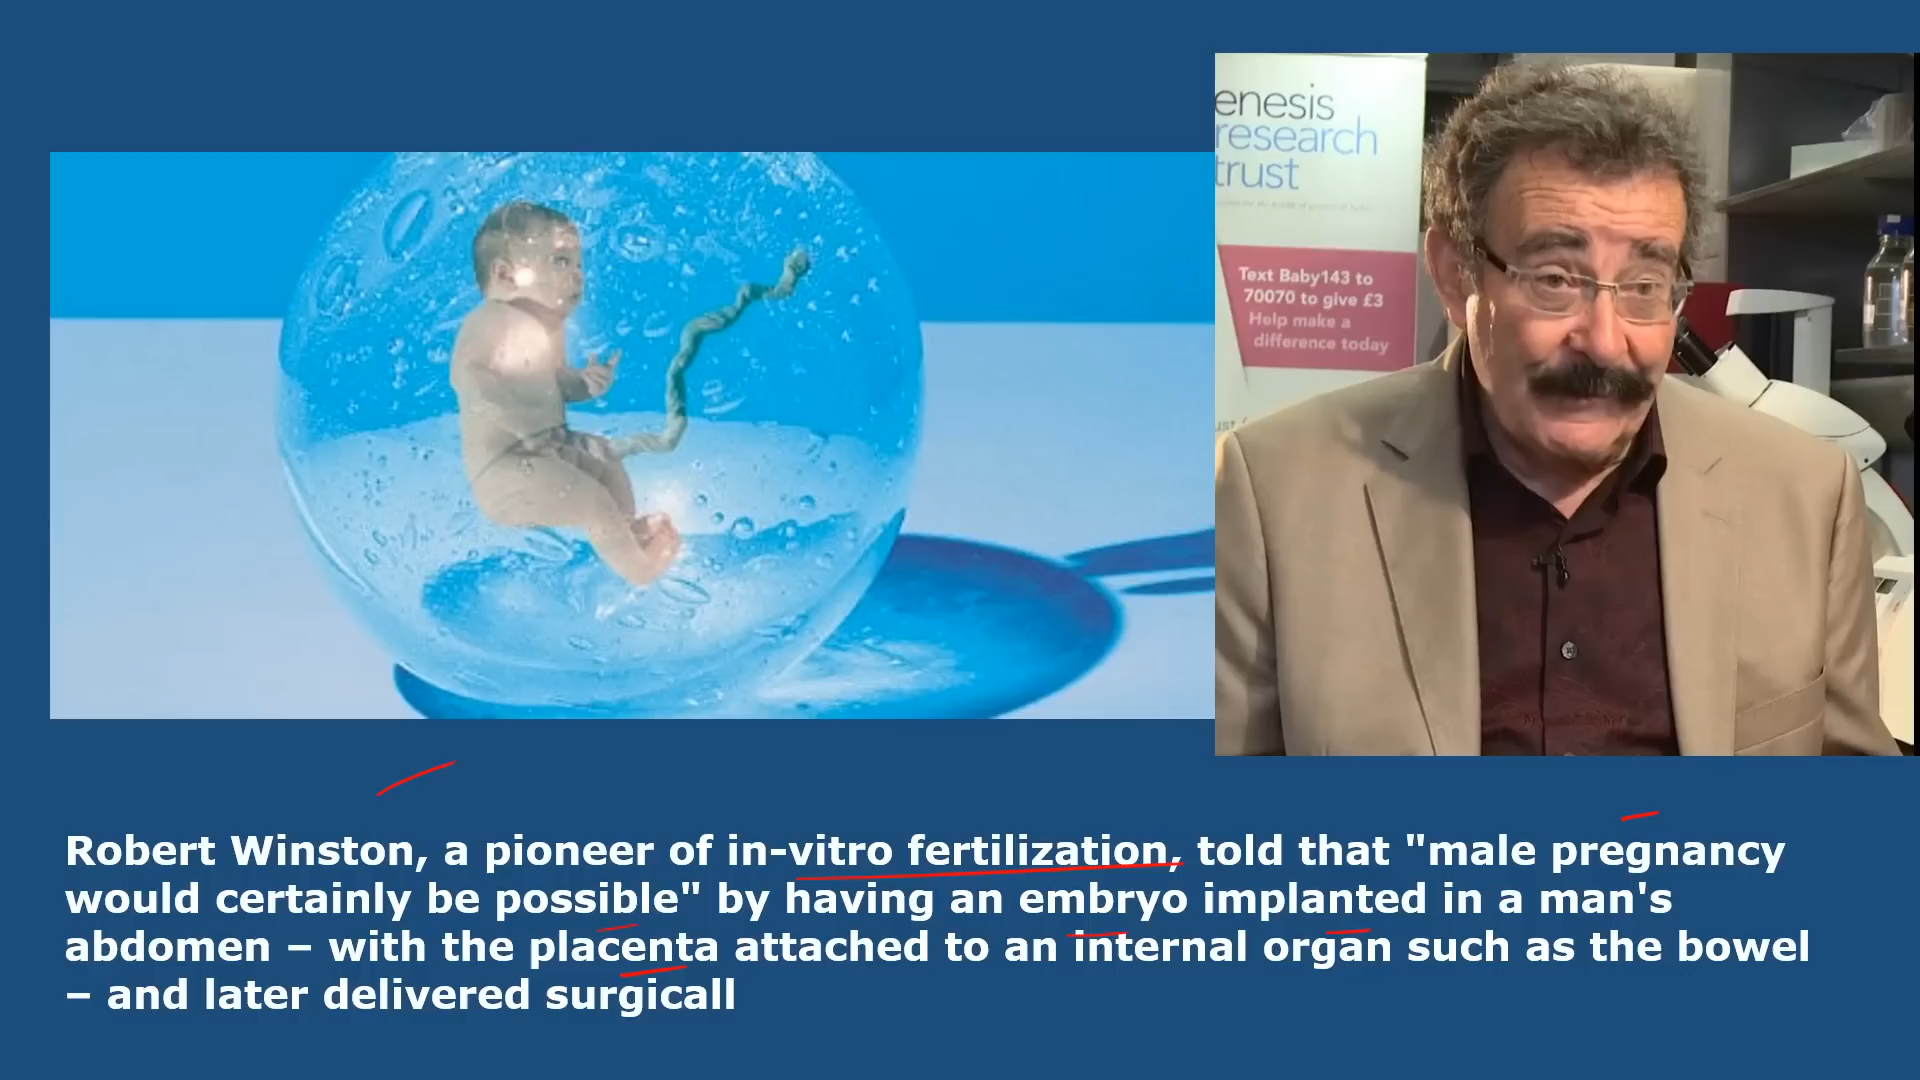 enesis
research
trust
Text Baby143 to
70070 to give £3
Help make a
difference today
Robert Winston, a pioneer of in-vitro fertilization, told that "male pregnancy
would certainly be possible" by having an embryo implanted in a man's
abdomen – with the placenta attached to an internal organ such as the bowel
– and later delivered surgicall